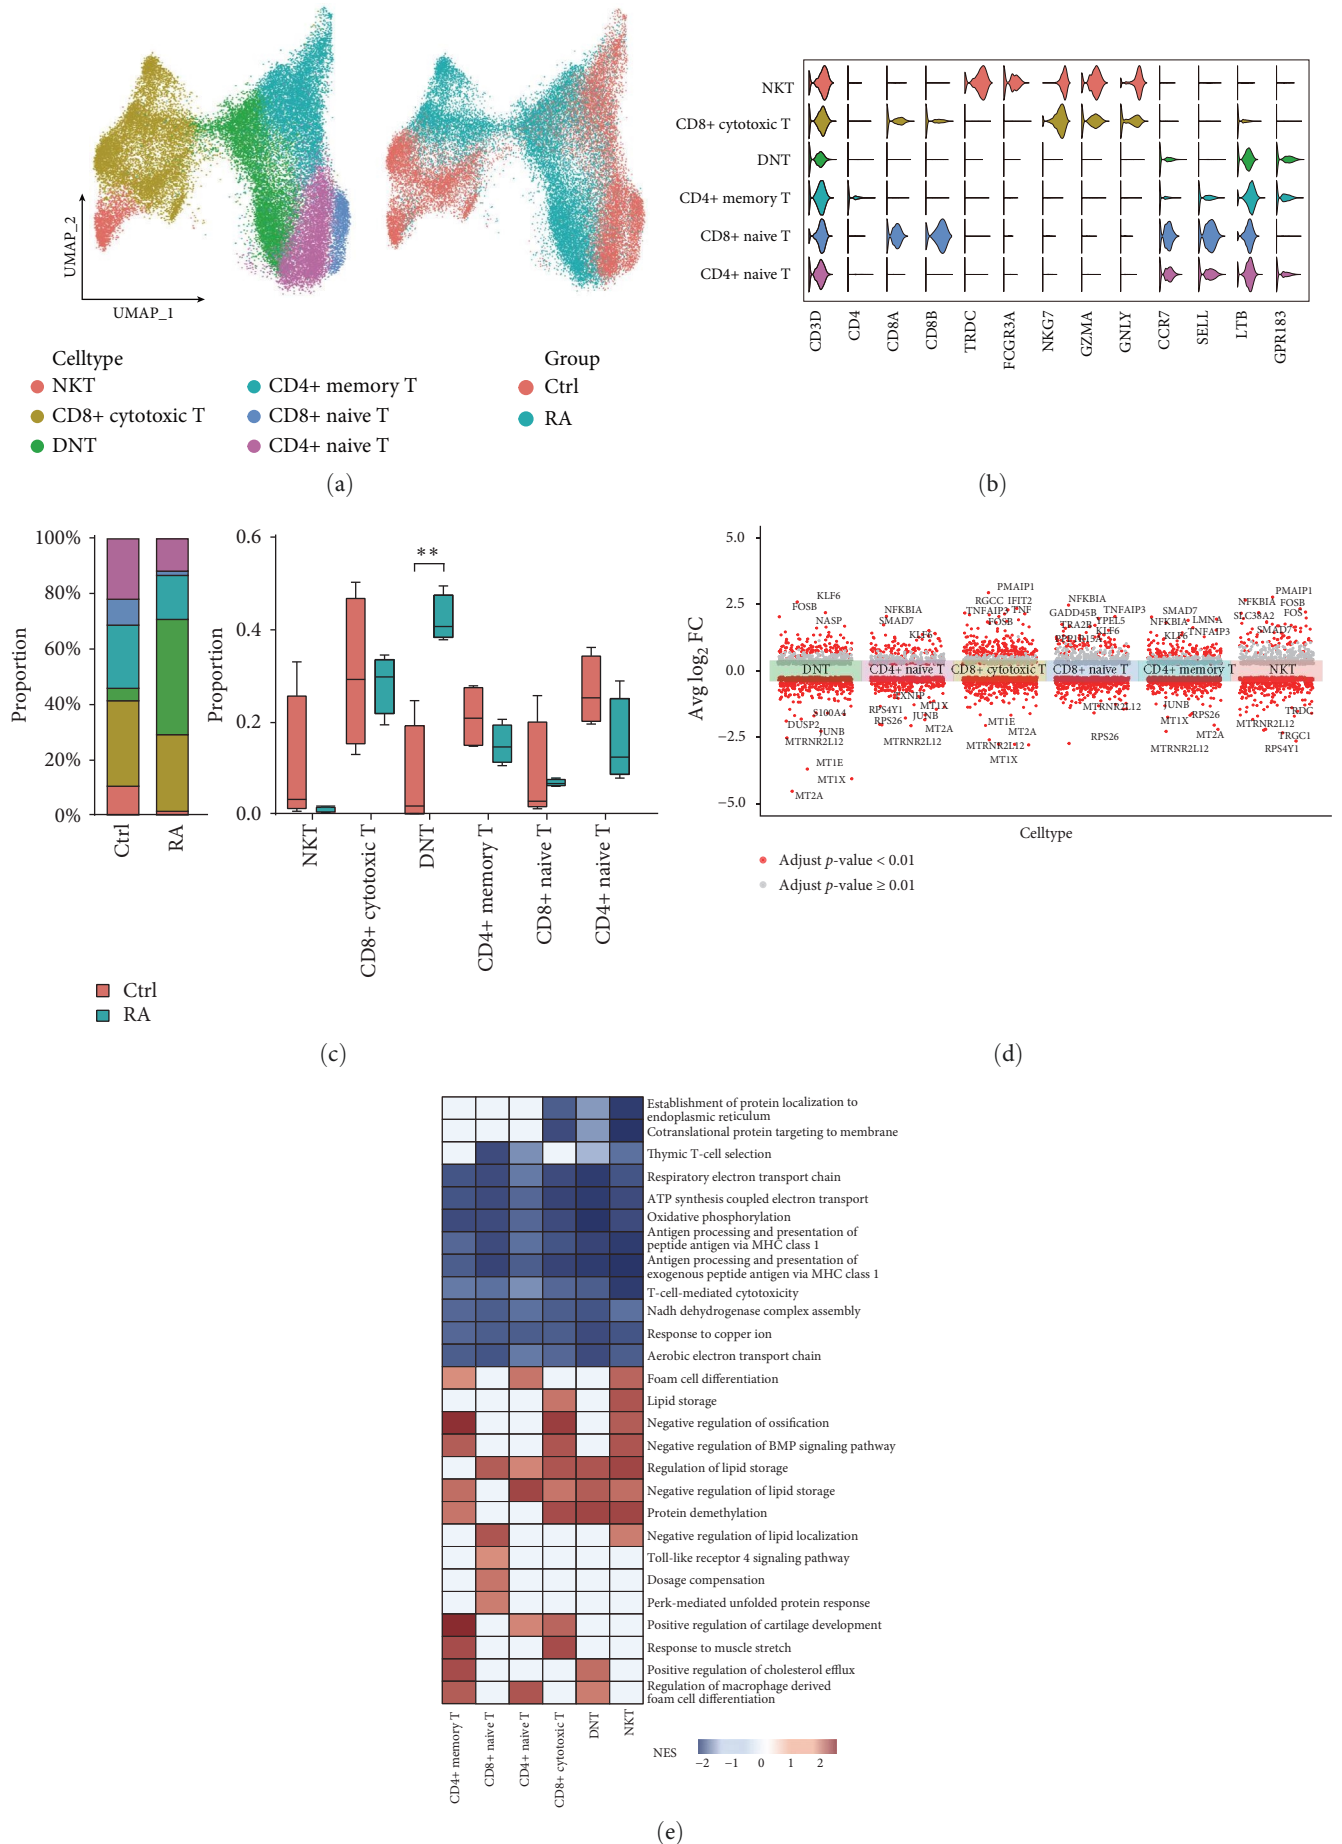 UMAP_2
UMAP_1
Celltype
NKT
CD8+ cytotoxic T
DNT
CD4+ memory T
CD8+ naive T
CD4+ naive T
Group
Ctrl
RA
(a)
NKT
CD8+ cytotoxic T
DNT
CD4+ memory T
CD8+ naive T
CD4+ naive T
CD3D
CD4
CD8A
CD8B
TRDC
FCGR3A
NKG7
GZMA
GNLY
CCR7
SELL
LTB
GPR183
(b)
Proportion
100%
80%
60%
40%
20%
0%
Ctrl
RA
Proportion
0.6
0.4
0.2
0.0
**
NKT
CD8+ cytotoxic T
DNT
CD4+ memory T
CD8+ naive T
CD4+ naive T
Ctrl
RA
(c)
Avg log2 FC
5.0
2.5
0.0
−2.5
−5.0
KLF6
FOSB
NASP
DNT
S100A4
DUSP2
JUNB
MTRNR2L12
MT1E
MT1X
MT2A
NFKBIA
SMAD7
KLF6
CD4+ naive T
TXNIP
RPS4Y1
MT1X
RPS26
JUNB
MT2A
MTRNR2L12
PMAIP1
RGCC
IFIT2
TNFAIP3
TNF
FOSB
CD8+ cytotoxic T
MT1E
MT2A
MTRNR2L12
MT1X
NFKBIA
GADD45B
TNFAIP3
TRA2B
YPEL5
KLF6
PPP1R15A
D8+ naive T
MTRNR2L12
RPS26
SMAD7
NFKBIA
LMNA
KLF6
TNFAIP3
CD4+ memory T
JUNB
MT1X
RPS26
MT2A
MTRNR2L12
PMAIP1
NFKBIA
FOSB
SLC38A2
FOS
SMAD7
NKT
TRDC
MTRNR2L12
TRGC1
RPS4Y1
Celltype
Adjust p-value < 0.01
Adjust p-value ≥ 0.01
(d)
Establishment of protein localization to
endoplasmic reticulum
Cotranslational protein targeting to membrane
Thymic T-cell selection
Respiratory electron transport chain
ATP synthesis coupled electron transport
Oxidative phosphorylation
Antigen processing and presentation of
peptide antigen via MHC class 1
Antigen processing and presentation of
exogenous peptide antigen via MHC class 1
T-cell-mediated cytotoxicity
Nadh dehydrogenase complex assembly
Response to copper ion
Aerobic electron transport chain
Foam cell differentiation
Lipid storage
Negative regulation of ossification
Negative regulation of BMP signaling pathway
Regulation of lipid storage
Negative regulation of lipid storage
Protein demethylation
Negative regulation of lipid localization
Toll-like receptor 4 signaling pathway
Dosage compensation
Perk-mediated unfolded protein response
Positive regulation of cartilage development
Response to muscle stretch
Positive regulation of cholesterol efflux
Regulation of macrophage derived
foam cell differentiation
CD4+ memory T
CD8+ naive T
CD4+ naive T
CD8+ cytotoxic T
DNT
NKT
NES
−2 −1 0 1 2
(e)